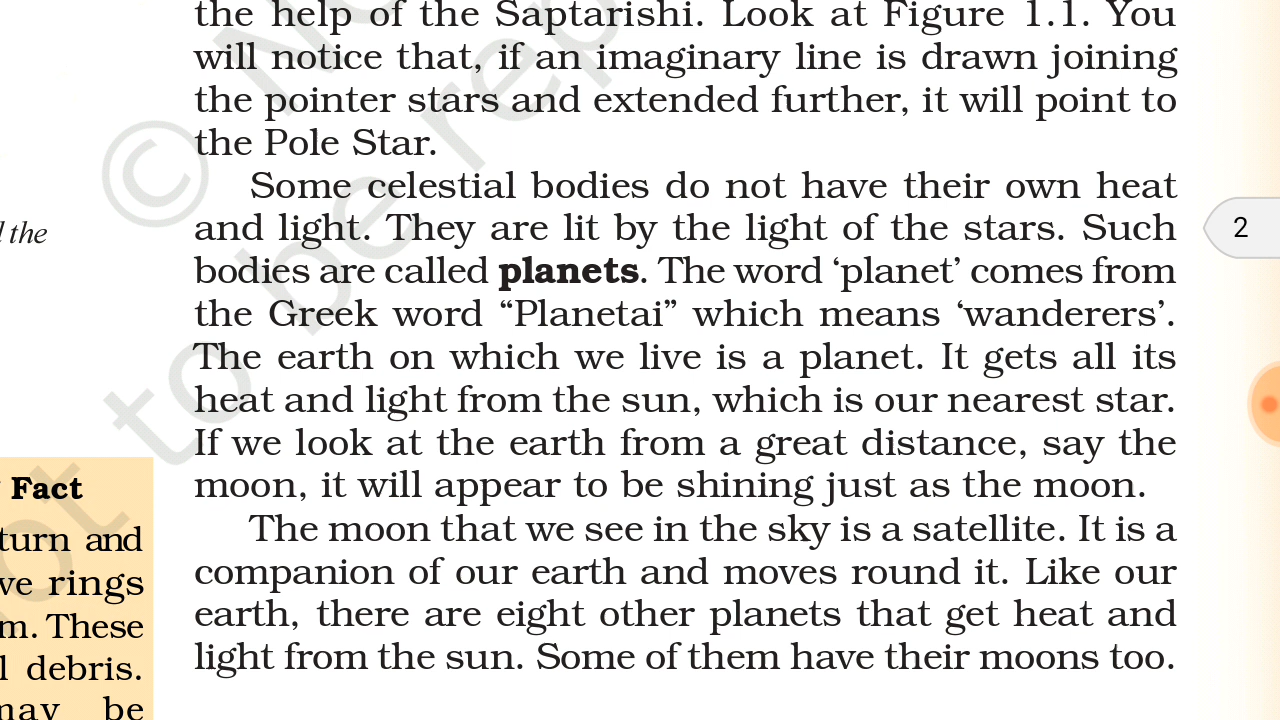 the help of the Saptarishi. Look at Figure 1.1. You
will notice that, if an imaginary line is drawn joining
the pointer stars and extended further, it will point to
the Pole Star.
Some celestial bodies do not have their own heat
and light. They are lit by the light of the stars. Such
bodies are called planets. The word ‘planet’ comes from
the Greek word “Planetai” which means ‘wanderers’.
The earth on which we live is a planet. It gets all its
heat and light from the sun, which is our nearest star.
If we look at the earth from a great distance, say the
moon, it will appear to be shining just as the moon.
The moon that we see in the sky is a satellite. It is a
companion of our earth and moves round it. Like our
earth, there are eight other planets that get heat and
light from the sun. Some of them have their moons too.
the
Fact
and
rings
These
debris.
be
2
©
to be